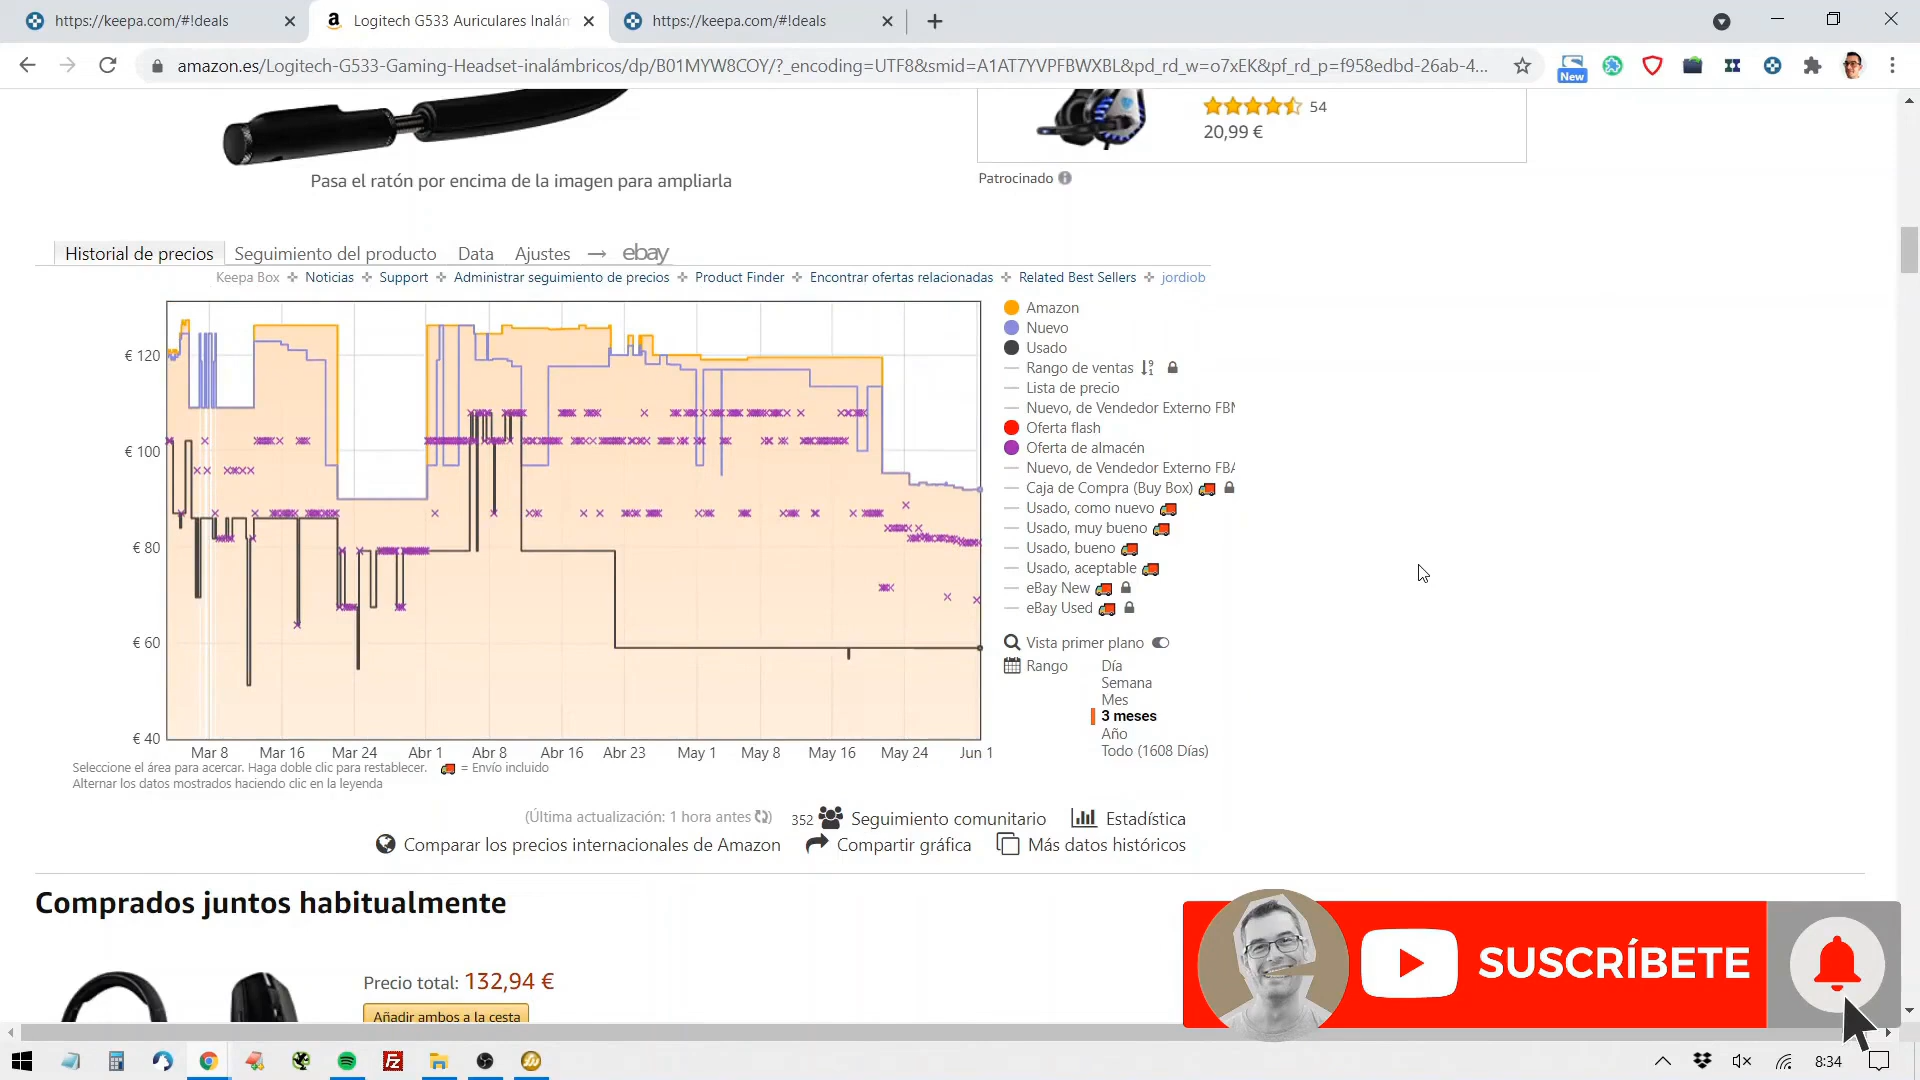 https://keepa.com/#!deals
Logitech G533 Auriculares Inalám
https://keepa.com/#!deals
amazon.es/Logitech-G533-Gaming-Headset-inalámbricos/dp/B01MYW8COY/?_encoding=UTF8&smid=A1AT7YVPFBWXBL&pd_rd_w=o7xEK&pf_rd_p=f958edbd-26ab-4...
New
54
20,99 €
Pasa el ratón por encima de la imagen para ampliarla
Patrocinado
Historial de precios Seguimiento del producto Data Ajustes → ebay
Keepa Box Noticias Support Administrar seguimiento de precios Product Finder Encontrar ofertas relacionadas Related Best Sellers jordiob
€ 120
€ 100
€ 80
€ 60
€ 40
Mar 8 Mar 16 Mar 24 Abr 1 Abr 8 Abr 16 Abr 23 May 1 May 8 May 16 May 24 Jun 1
Amazon
Nuevo
Usado
Rango de ventas
Lista de precio
Nuevo, de Vendedor Externo FBM
Oferta flash
Oferta de almacén
Nuevo, de Vendedor Externo FBA
Caja de Compra (Buy Box)
Usado, como nuevo
Usado, muy bueno
Usado, bueno
Usado, aceptable
eBay New
eBay Used
Vista primer plano
Rango
Día
Semana
Mes
3 meses
Año
Todo (1608 Días)
Seleccione el área para acercar. Haga doble clic para restablecer. = Envío incluido
Alternar los datos mostrados haciendo clic en la leyenda
(Última actualización: 1 hora antes) 352 Seguimiento comunitario Estadística
Comparar los precios internacionales de Amazon Compartir gráfica Más datos históricos
Comprados juntos habitualmente
Precio total: 132,94 €
Añadir ambos a la cesta
SUSCRÍBETE
8:34